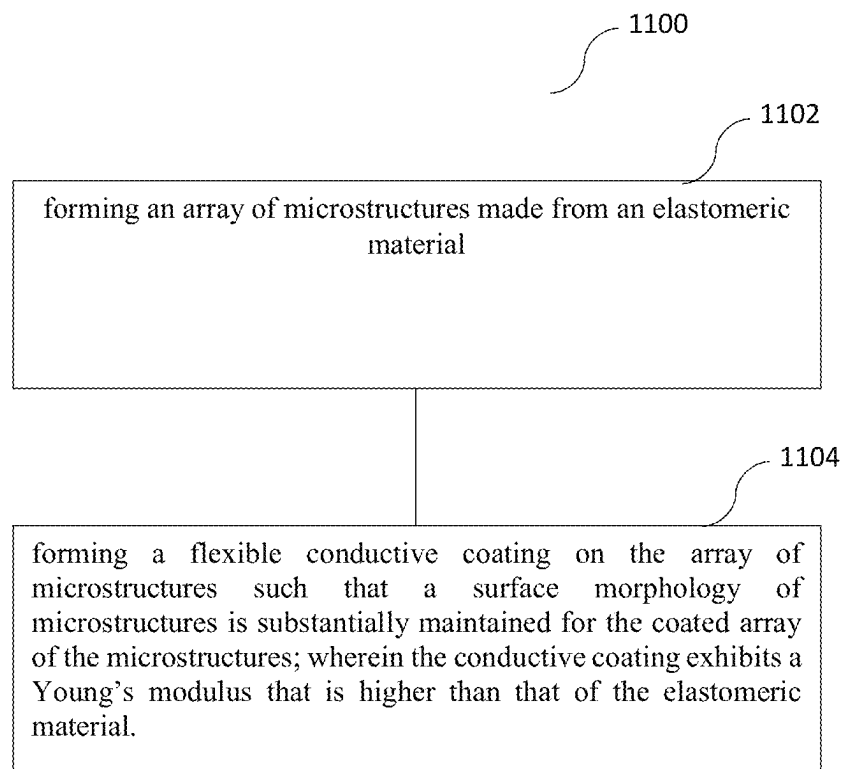 1100
1102
forming an array of microstructures made from an elastomeric
material
1104
forming a flexible conductive coating on the array of
microstructures such that a surface morphology of
microstructures is substantially maintained for the coated array
of the microstructures; wherein the conductive coating exhibits a
Young's modulus that is higher than that of the elastomeric
material.